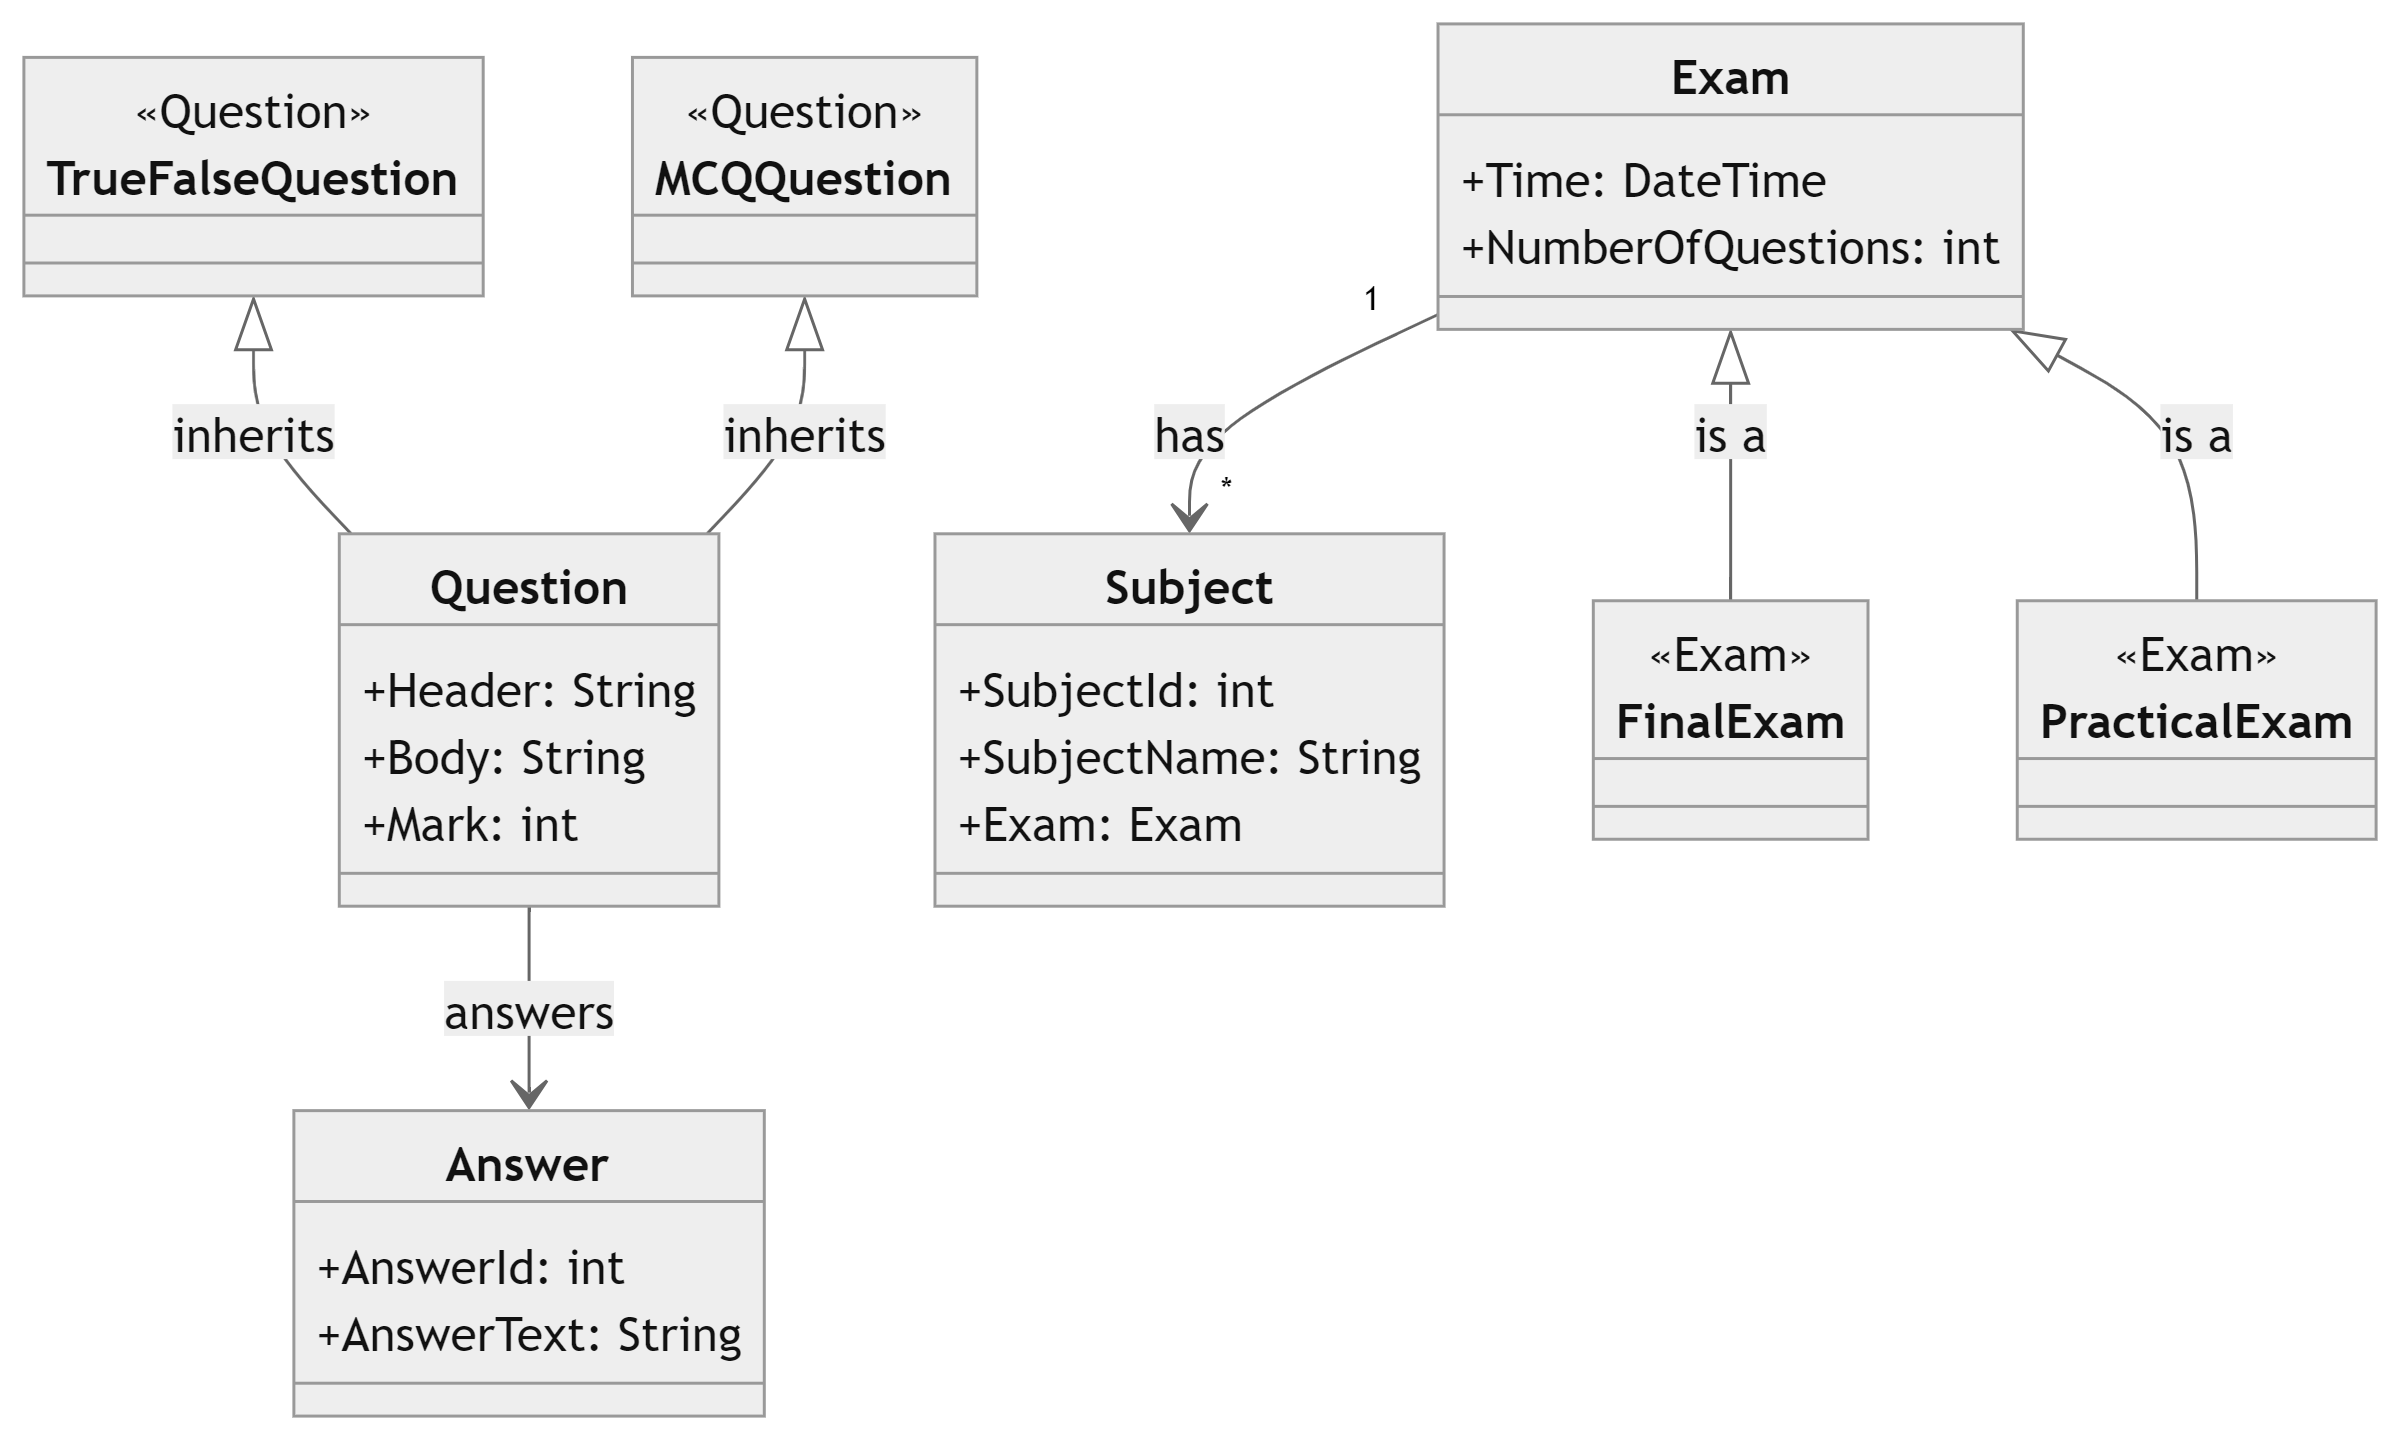 «Question»
TrueFalseQuestion
«Question»
MCQQuestion
Exam
+Time: DateTime
+NumberOfQuestions: int
1
inherits
inherits
has
is a
is a
*
Question
+Header: String
+Body: String
+Mark: int
Subject
+SubjectId: int
+SubjectName: String
+Exam: Exam
«Exam»
FinalExam
«Exam»
PracticalExam
answers
Answer
+AnswerId: int
+AnswerText: String